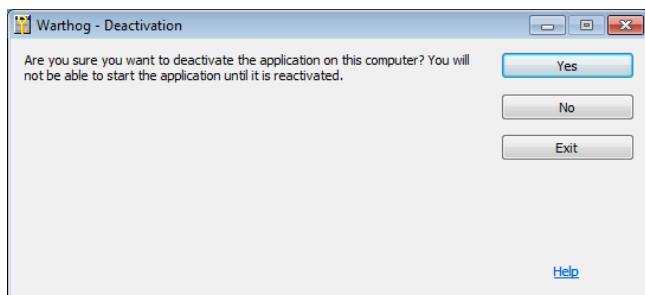 Warthog - Deactivation
Are you sure you want to deactivate the application on this computer? You will
not be able to start the application until it is reactivated.
Yes
No
Exit
Help